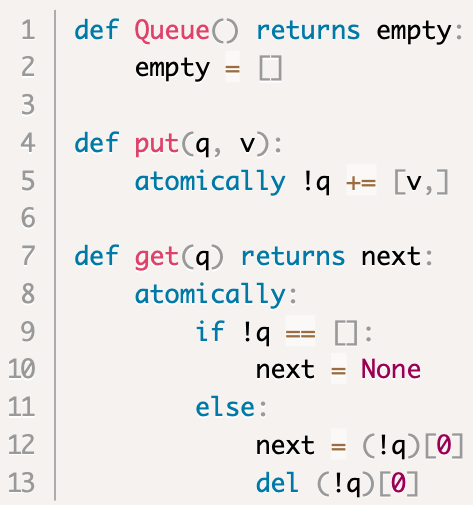 1 def Queue() returns empty:
2     empty = []
3
4 def put(q, v):
5     atomically !q += [v,]
6
7 def get(q) returns next:
8     atomically:
9         if !q == []:
10             next = None
11         else:
12             next = (!q)[0]
13             del (!q)[0]